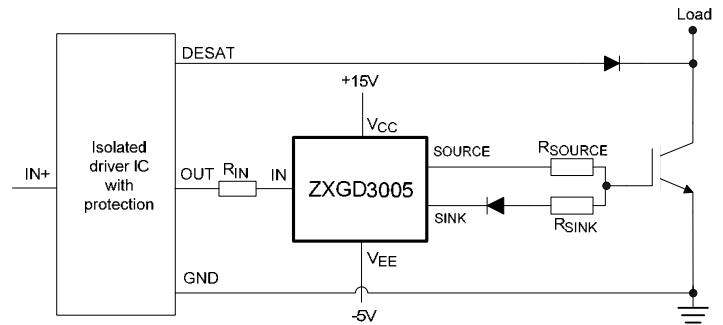 Load
DESAT
+15V
VCC
Isolated
driver IC
with
protection
IN+
OUT
RIN
IN
ZXGD3005
SOURCE
RSOURCE
SINK
RSINK
VEE
GND
-5V